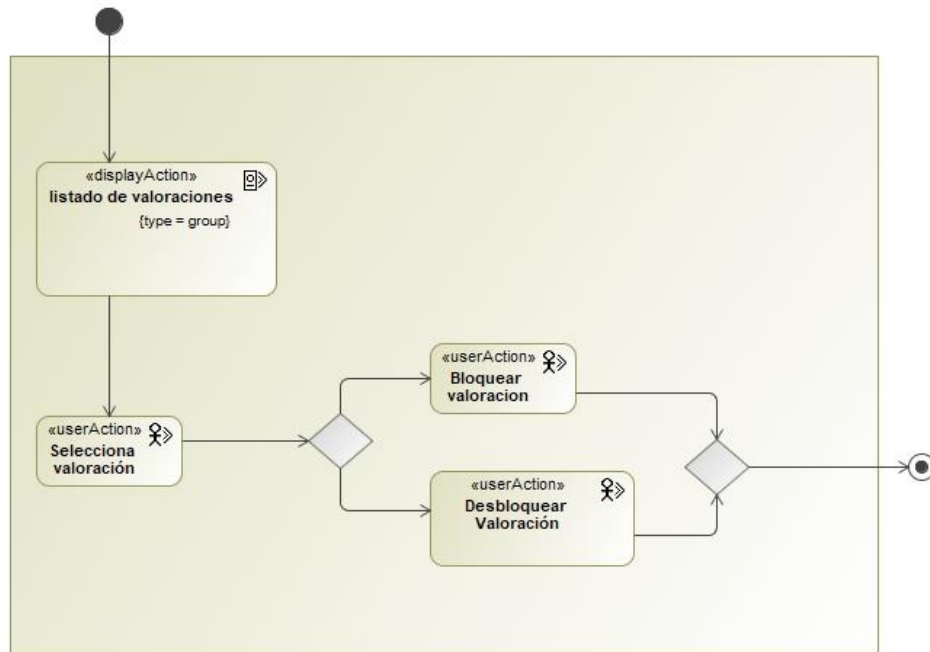 «displayAction»
listado de valoraciones
{type = group}
«userAction»
Selecciona
valoración
«userAction»
Bloquear
valoracion
«userAction»
Desbloquear
Valoración